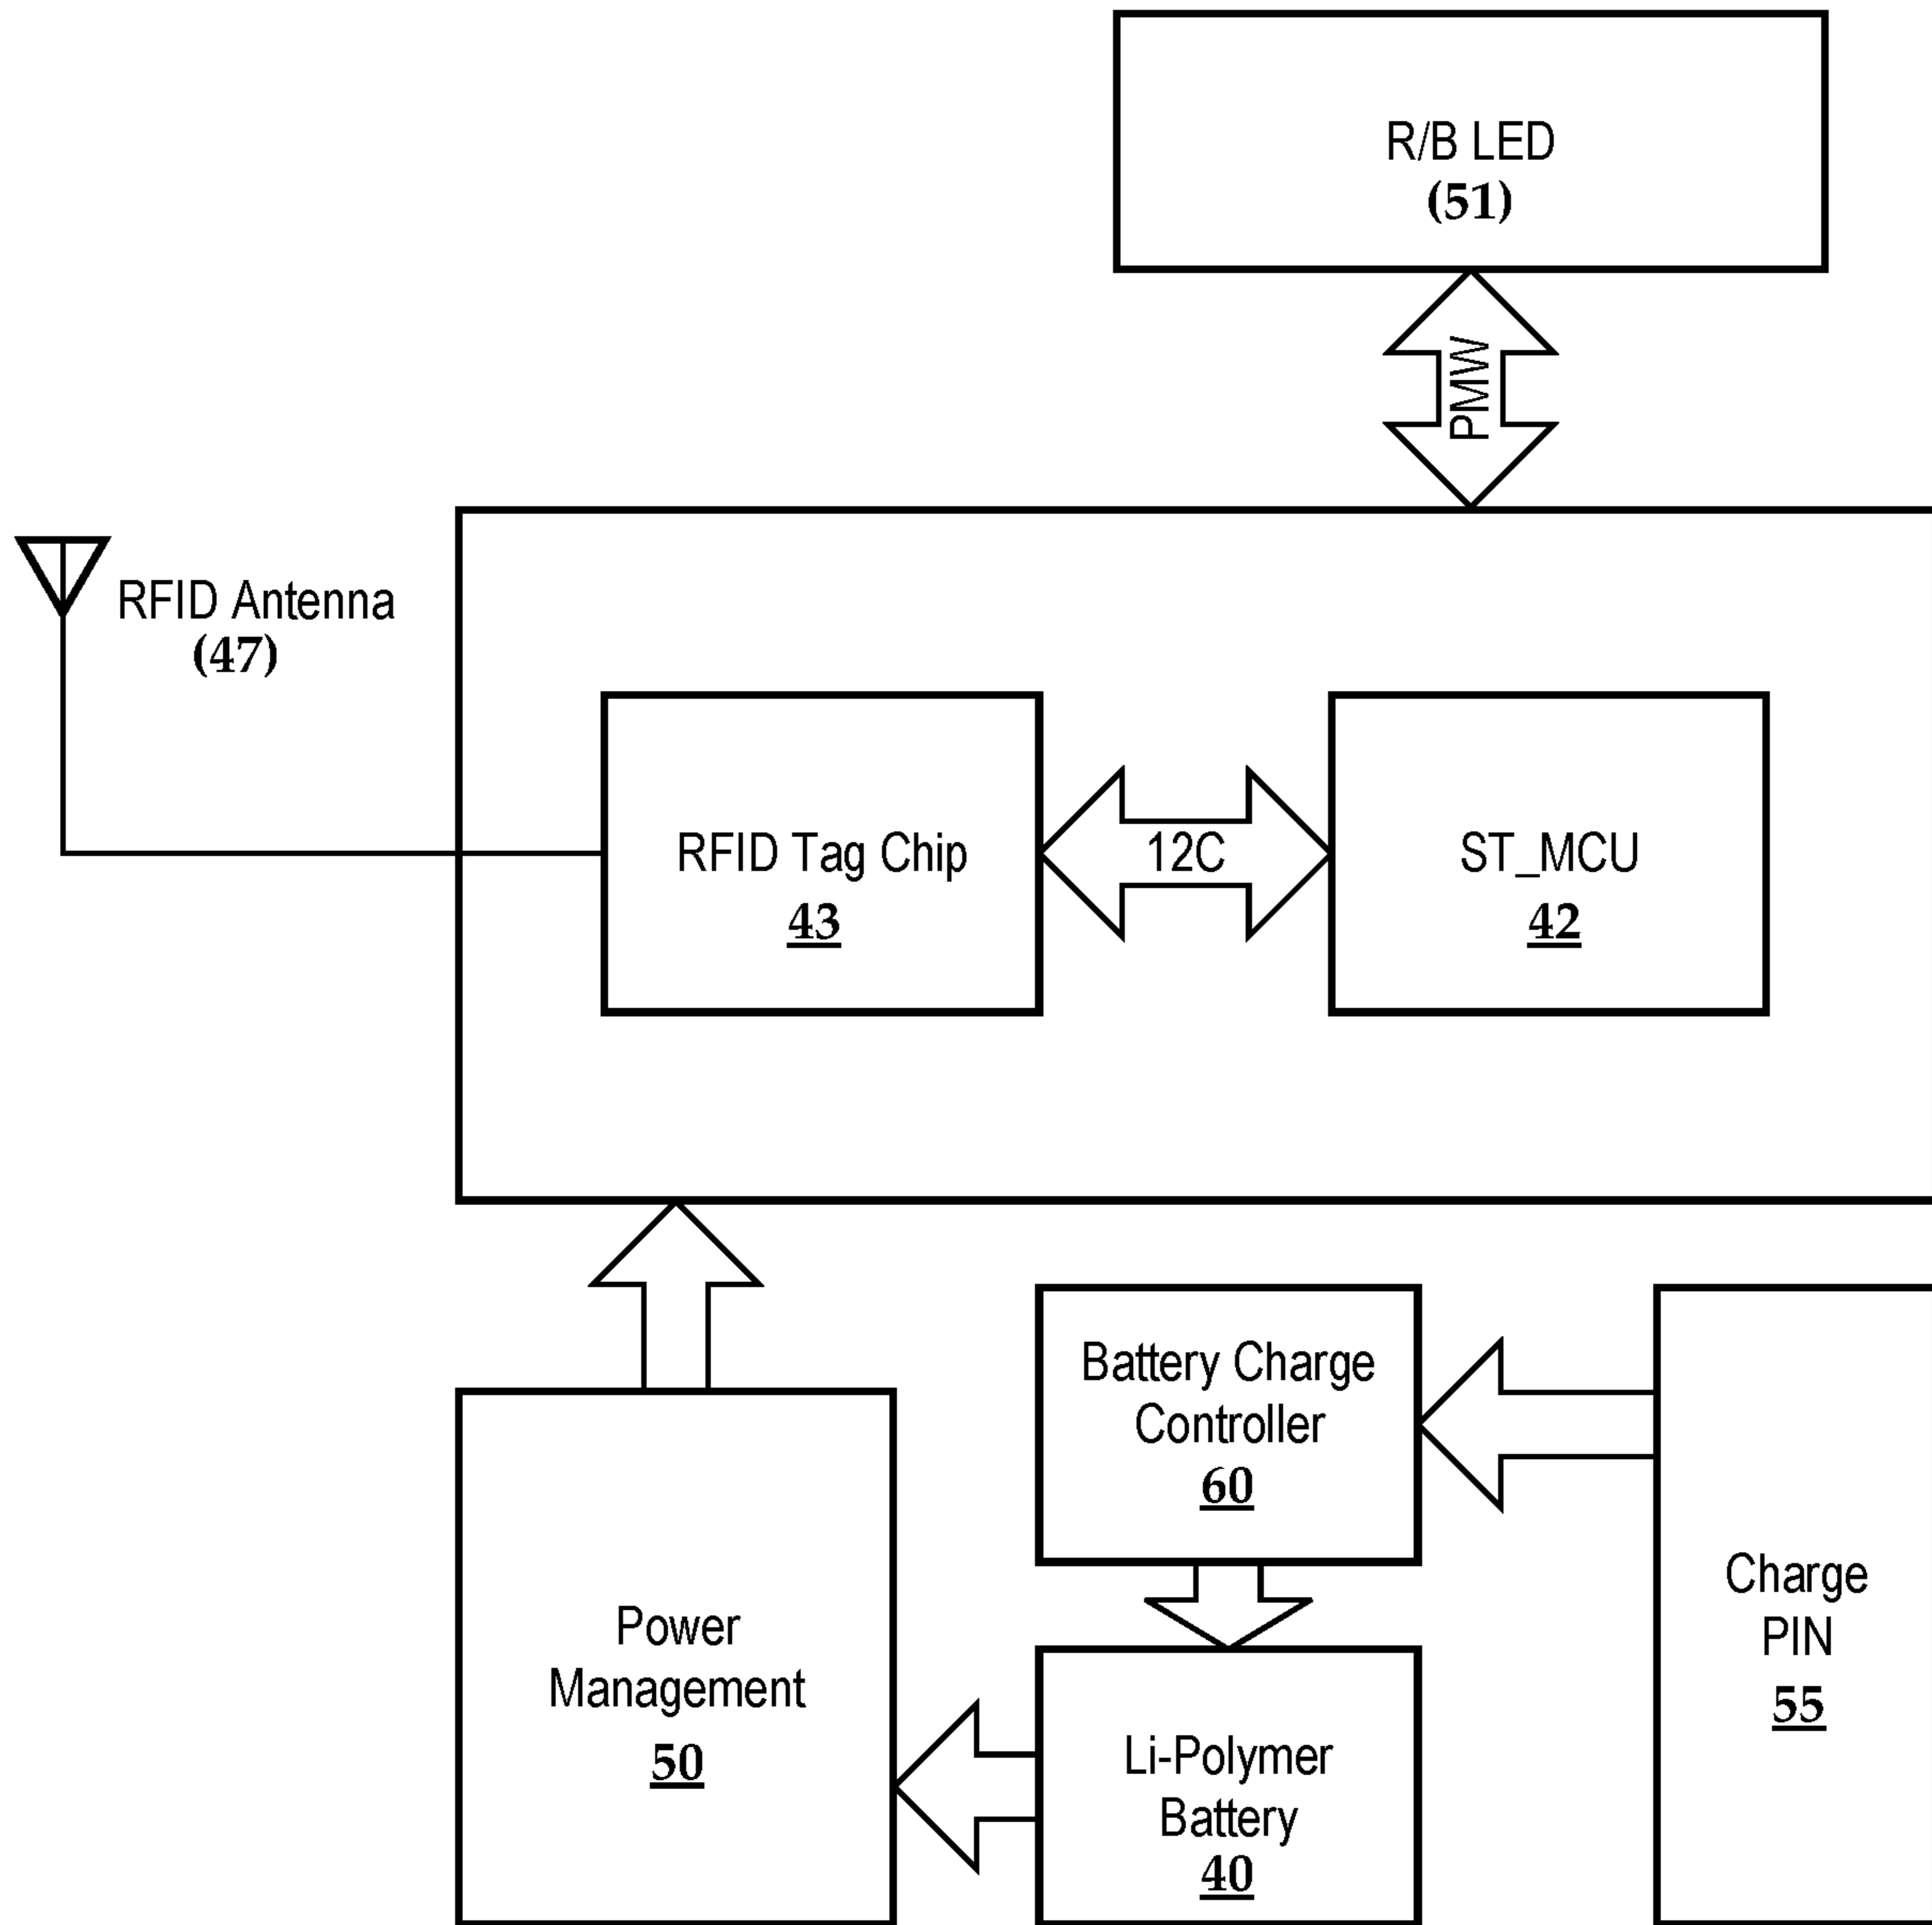 R/B LED
(51)
PMW
RFID Antenna
(47)
RFID Tag Chip
43
12C
ST_MCU
42
Battery Charge
Controller
60
Charge
PIN
55
Power
Management
50
Li-Polymer
Battery
40